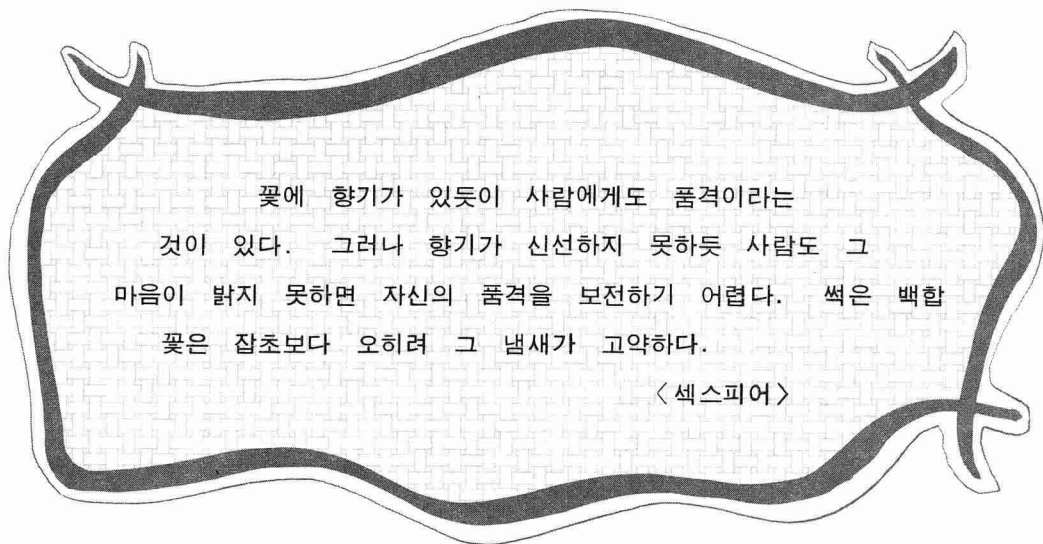 꽃에 향기가 있듯이 사람에게도 품격이라는
것이 있다. 그러나 향기가 신선하지 못하듯 사람도 그
마음이 밝지 못하면 자신의 품격을 보전하기 어렵다. 썩은 백합
꽃은 잡초보다 오히려 그 냄새가 고약하다.
〈섹스피어〉